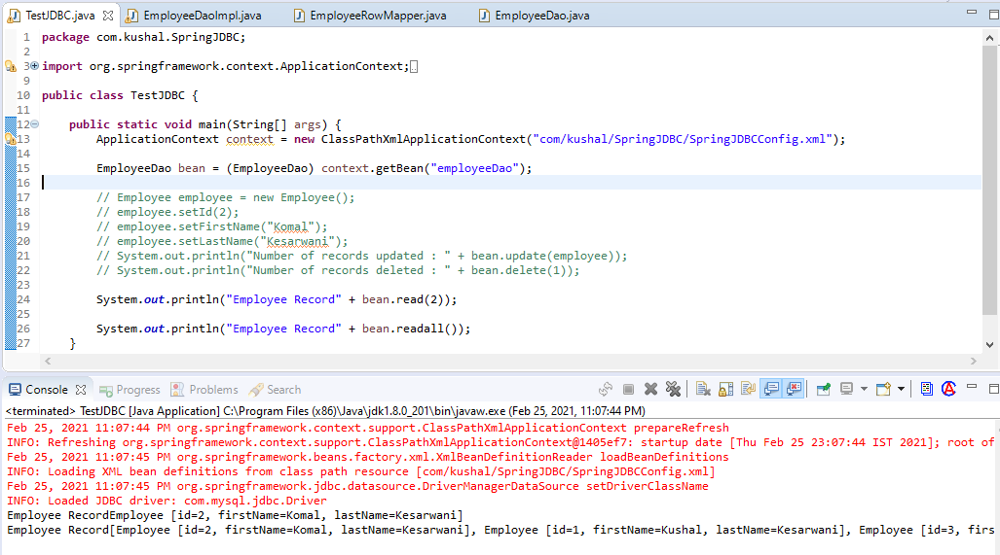 TestJDBC.java EmployeeDaoImpl.java EmployeeRowMapper.java EmployeeDao.java
1 package com.kushal.SpringJDBC;
2
3 import org.springframework.context.ApplicationContext;
9
10 public class TestJDBC {
11
12 public static void main(String[] args) {
13 ApplicationContext context = new ClassPathXmlApplicationContext("com/kushal/SpringJDBC/SpringJDBCConfig.xml");
14
15 EmployeeDao bean = (EmployeeDao) context.getBean("employeeDao");
16
17 // Employee employee = new Employee();
18 // employee.setId(2);
19 // employee.setFirstName("Komal");
20 // employee.setLastName("Kesarwani");
21 // System.out.println("Number of records updated : " + bean.update(employee));
22 // System.out.println("Number of records deleted : " + bean.delete(1));
23
24 System.out.println("Employee Record" + bean.read(2));
25
26 System.out.println("Employee Record" + bean.readall());
27 }
Console Progress Problems Search
<terminated> TestJDBC [Java Application] C:\Program Files (x86)\Java\jdk1.8.0_201\bin\javaw.exe (Feb 25, 2021, 11:07:44 PM)
Feb 25, 2021 11:07:44 PM org.springframework.context.support.ClassPathXmlApplicationContext prepareRefresh
INFO: Refreshing org.springframework.context.support.ClassPathXmlApplicationContext@1405ef7: startup date [Thu Feb 25 23:07:44 IST 2021]; root of
Feb 25, 2021 11:07:45 PM org.springframework.beans.factory.xml.XmlBeanDefinitionReader loadBeanDefinitions
INFO: Loading XML bean definitions from class path resource [com/kushal/SpringJDBC/SpringJDBCConfig.xml]
Feb 25, 2021 11:07:45 PM org.springframework.jdbc.datasource.DriverManagerDataSource setDriverClassName
INFO: Loaded JDBC driver: com.mysql.jdbc.Driver
Employee RecordEmployee [id=2, firstName=Komal, lastName=Kesarwani]
Employee Record[Employee [id=2, firstName=Komal, lastName=Kesarwani], Employee [id=1, firstName=Kushal, lastName=Kesarwani], Employee [id=3, firs